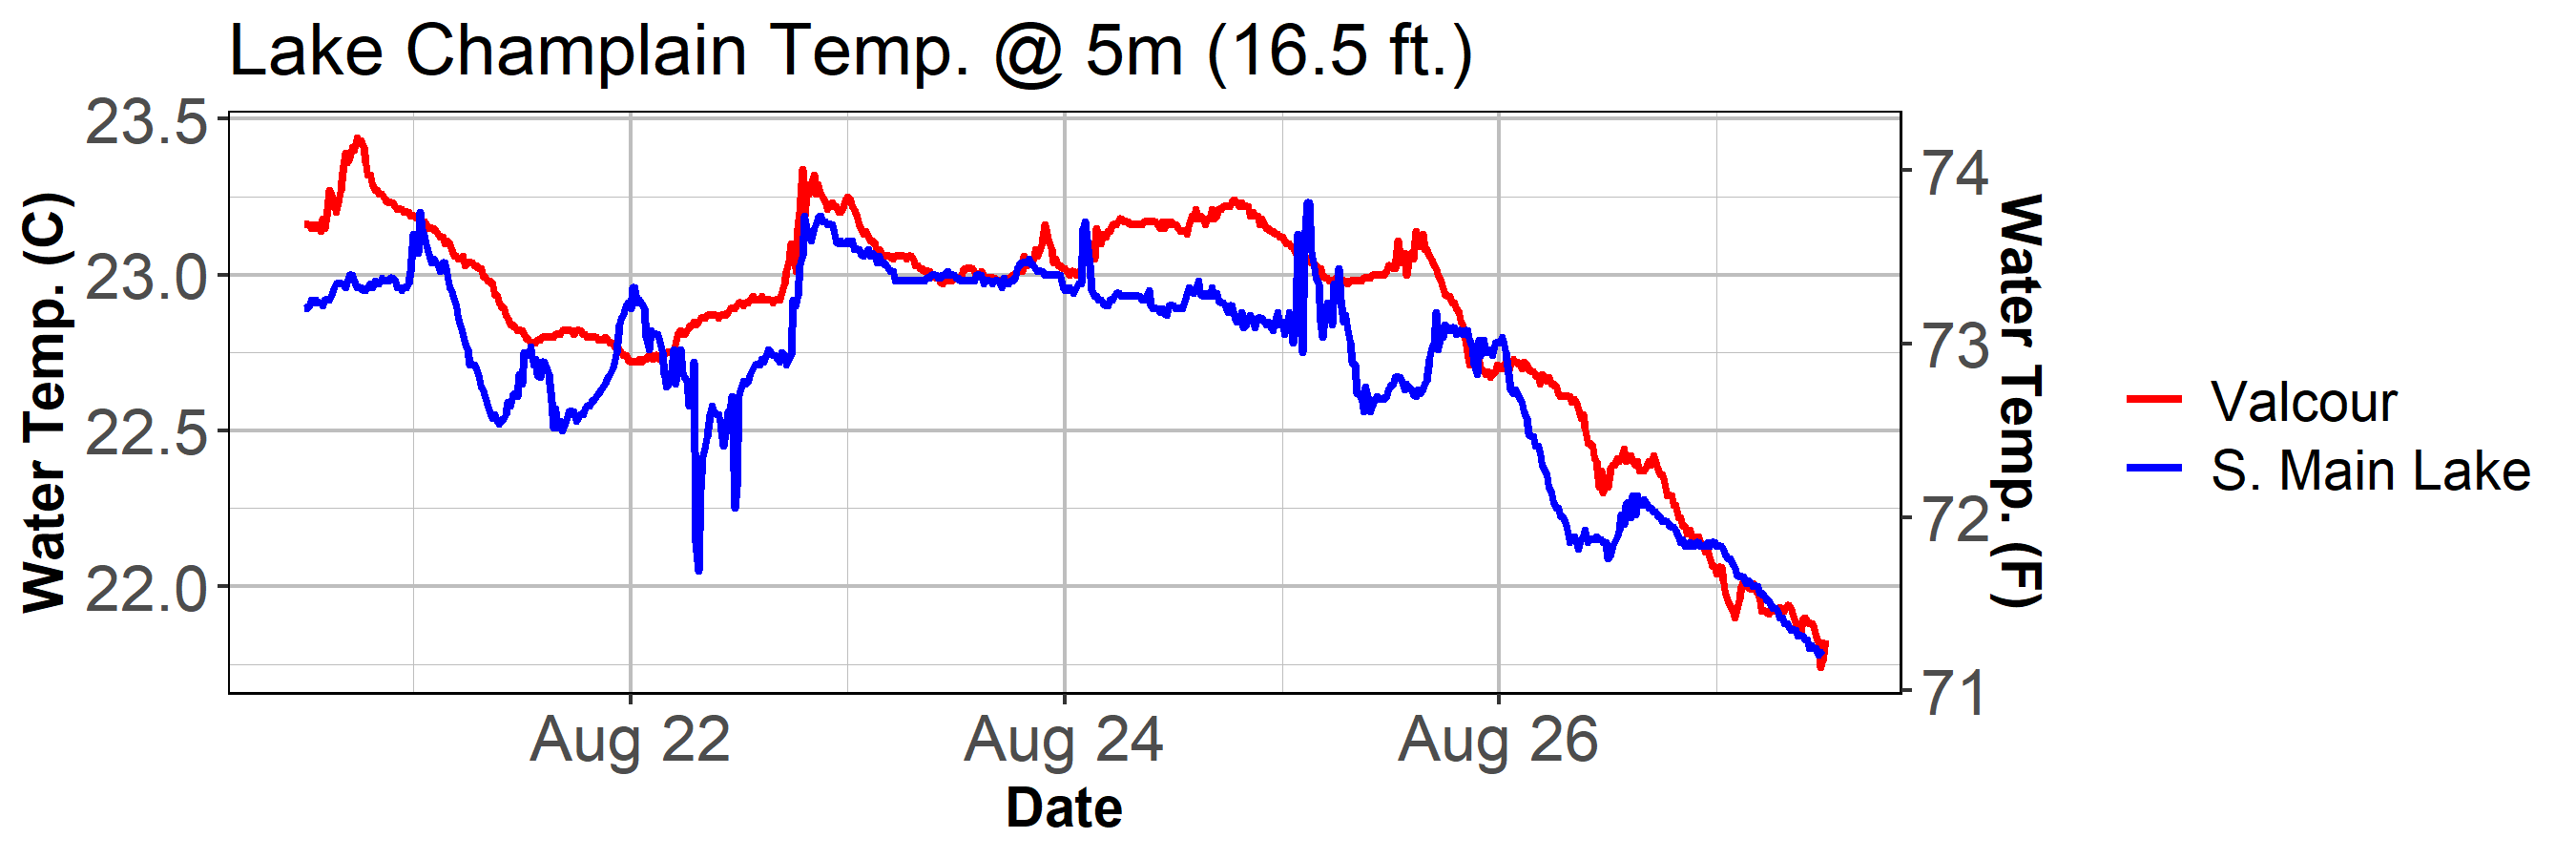 Lake Champlain Temp. @ 5m (16.5 ft.)
Water Temp. (C)
23.5
23.0
22.5
22.0
74
73
72
71
Water Temp. (F)
Aug 22
Aug 24
Aug 26
Date
Valcour
S. Main Lake